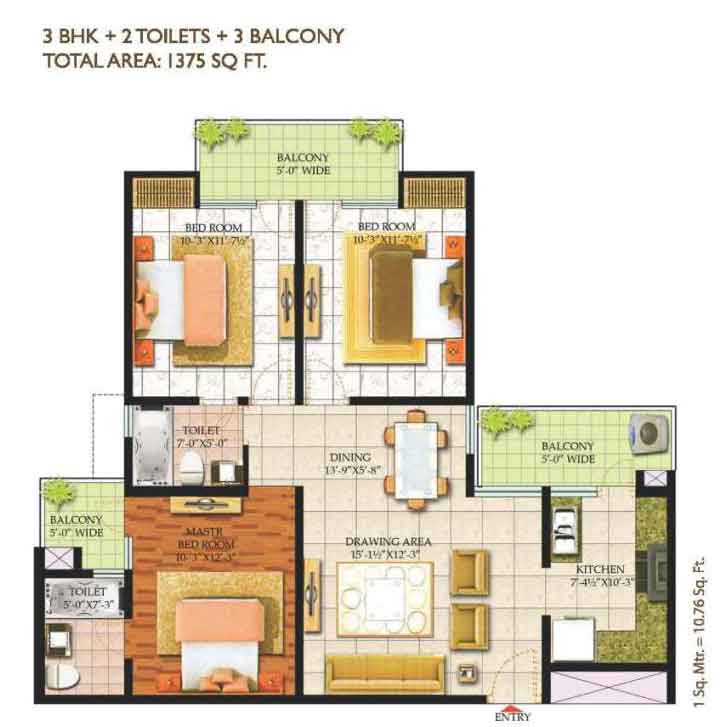 3 BHK + 2 TOILETS + 3 BALCONY
TOTAL AREA: 1375 SQ FT.
BALCONY
5'-0" WIDE
BED ROOM
10-'3"X11'-7½"
BED ROOM
10-'3"X11'-7½"
TOILET
7'-0"X5'-0"
DINING
13'-9"X5'-8"
BALCONY
5'-0" WIDE
BALCONY
5'-0" WIDE
MASTR
BED ROOM
10-'3"X12'-3"
DRAWING AREA
15'-1½"X12'-3"
KITCHEN
7'-4½"X10'-3"
TOILET
5'-0"X7'-3"
ENTRY
1 Sq. Mtr. = 10.76 Sq. Ft.